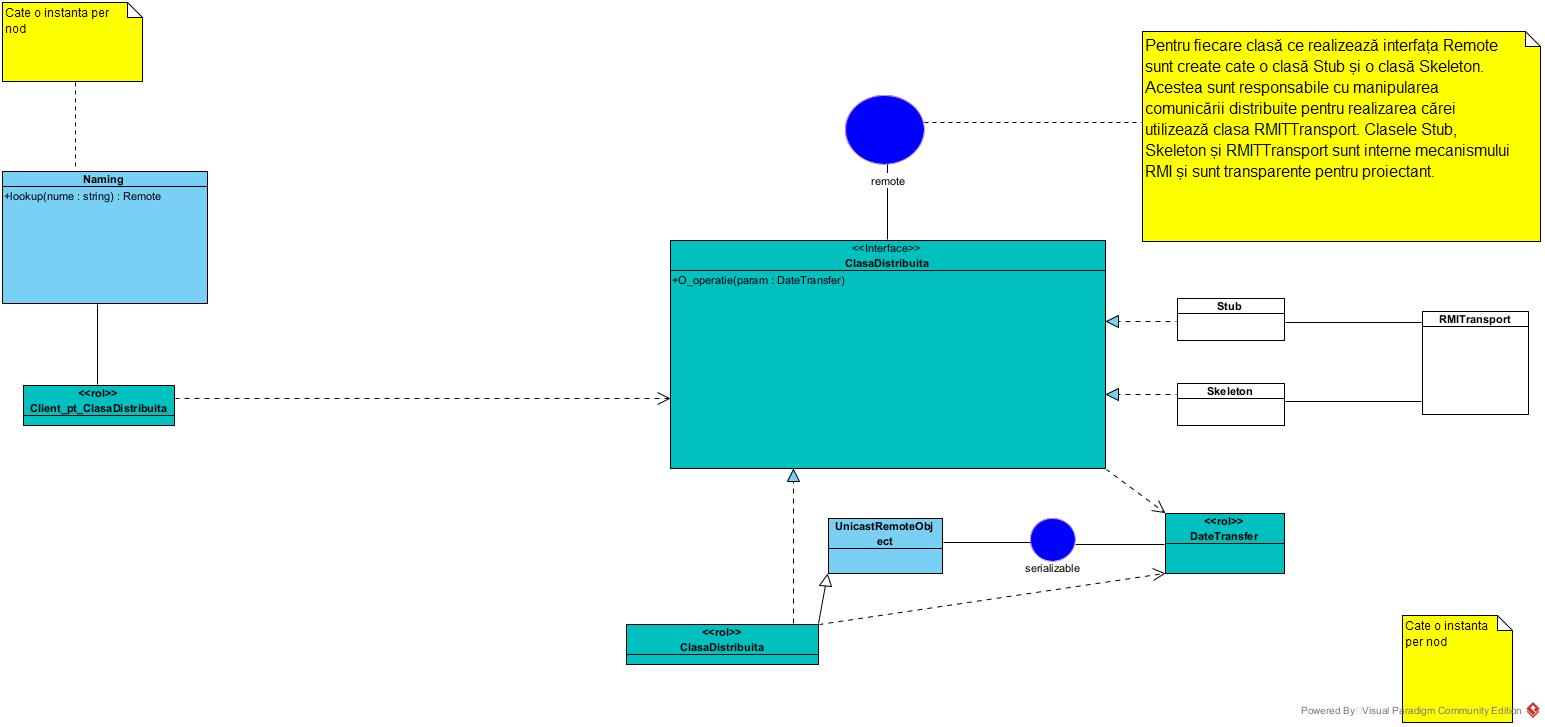 Cate o instanta per
nod
Pentru fiecare clasă ce realizează interfața Remote
sunt create cate o clasă Stub și o clasă Skeleton.
Acestea sunt responsabile cu manipularea
comunicării distribuite pentru realizarea cărei
utilizează clasa RMITTransport. Clasele Stub,
Skeleton și RMITTransport sunt interne mecanismului
RMI și sunt transparente pentru proiectant.
remote
Naming
+lookup(nume : string) : Remote
<<Interface>>
ClasaDistribuita
+O_operatie(param : DateTransfer)
Stub
RMITransport
Skeleton
<<rol>>
Client_pt_ClasaDistribuita
UnicastRemoteObj
ect
serializable
<<rol>>
DateTransfer
<<rol>>
ClasaDistribuita
Cate o instanta
per nod
Powered By Visual Paradigm Community Edition